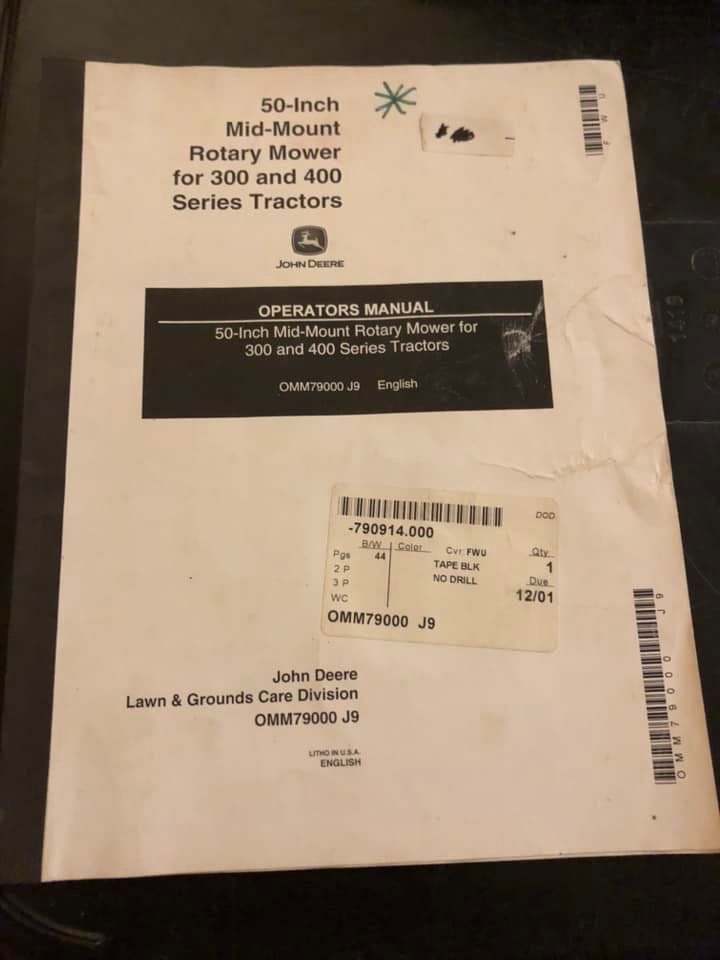 50-Inch
Mid-Mount
Rotary Mower
for 300 and 400
Series Tractors
JOHN DEERE
F W U
OPERATORS MANUAL
50-Inch Mid-Mount Rotary Mower for
300 and 400 Series Tractors
OMM79000 J9 English
DOD
-790914.000
B/W Color Cvr: FWU Qty
Pgs 44 TAPE BLK 1
2 P NO DRILL Due
3 P 12/01
WC
OMM79000 J9
John Deere
Lawn & Grounds Care Division
OMM79000 J9
LITHO IN U.S.A.
ENGLISH
OMM79000 J9